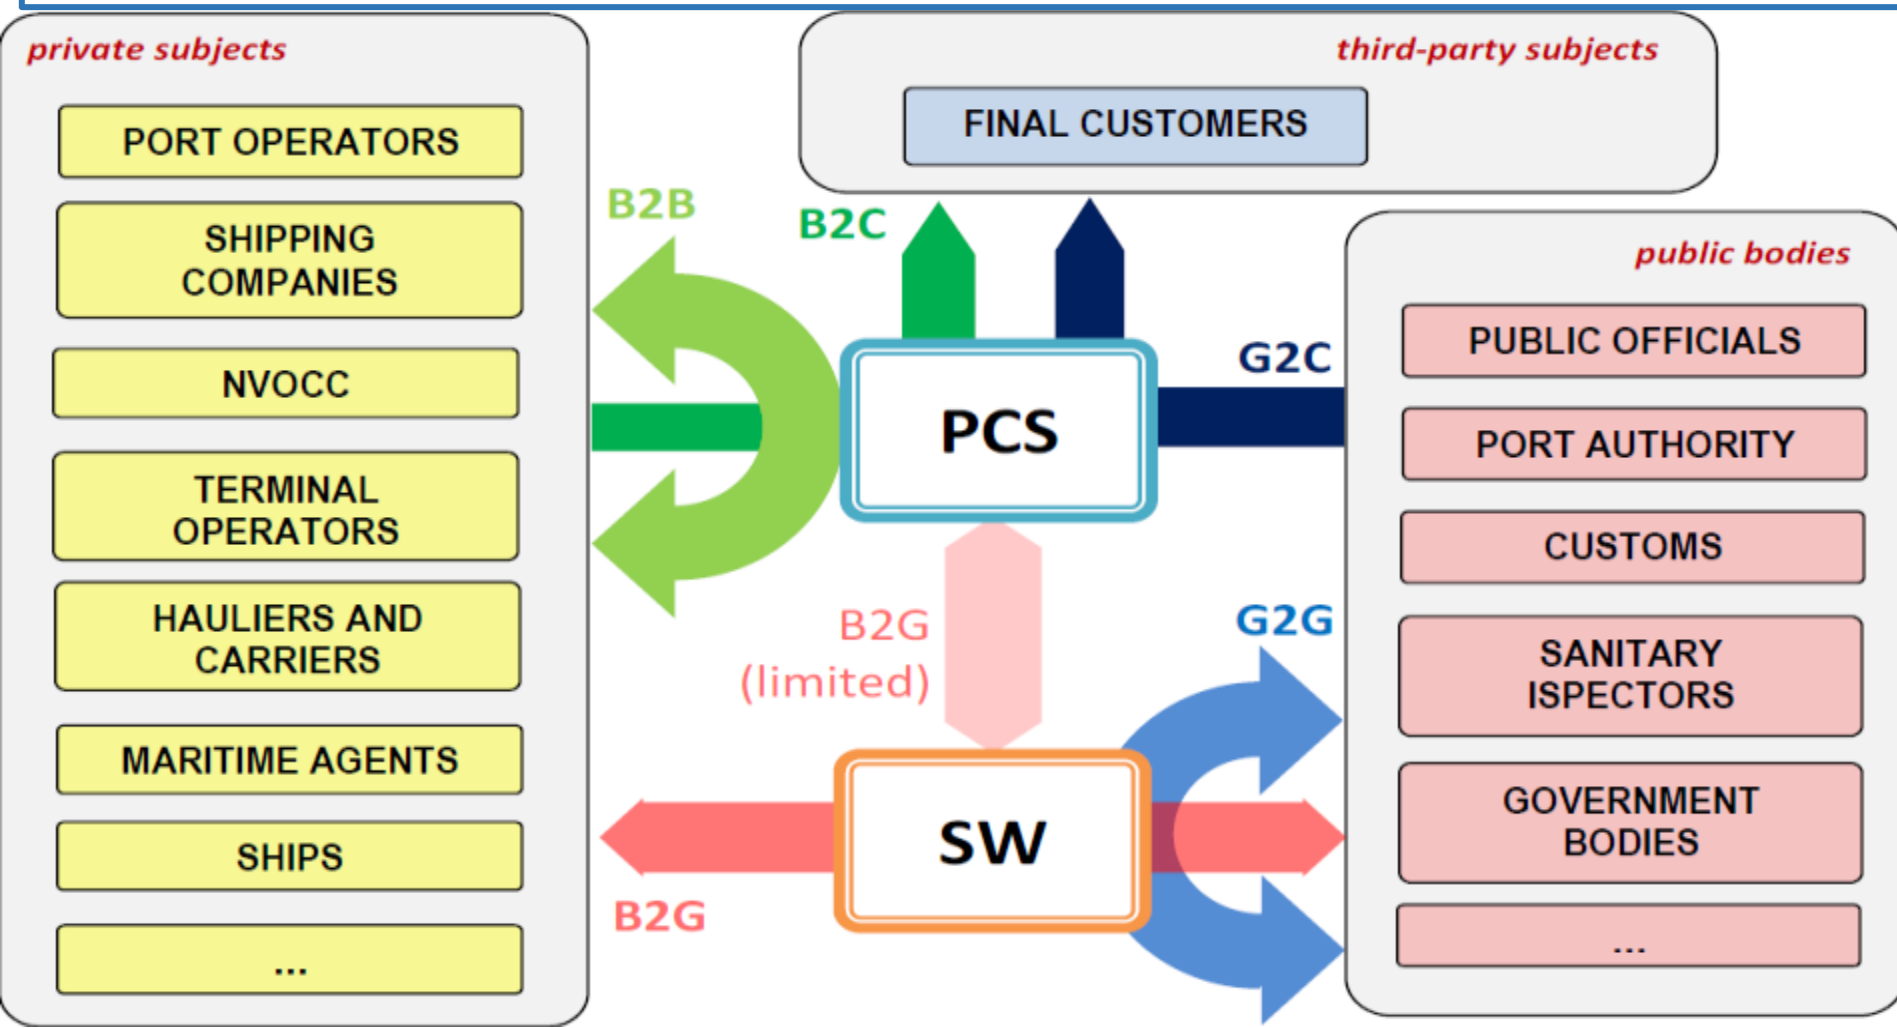 private subjects
PORT OPERATORS
SHIPPING
COMPANIES
NVOCC
TERMINAL
OPERATORS
HAULIERS AND
CARRIERS
MARITIME AGENTS
SHIPS
...
third-party subjects
FINAL CUSTOMERS
B2B
B2C
G2C
PCS
B2G
(limited)
G2G
SW
B2G
public bodies
PUBLIC OFFICIALS
PORT AUTHORITY
CUSTOMS
SANITARY
ISPECTORS
GOVERNMENT
BODIES
...